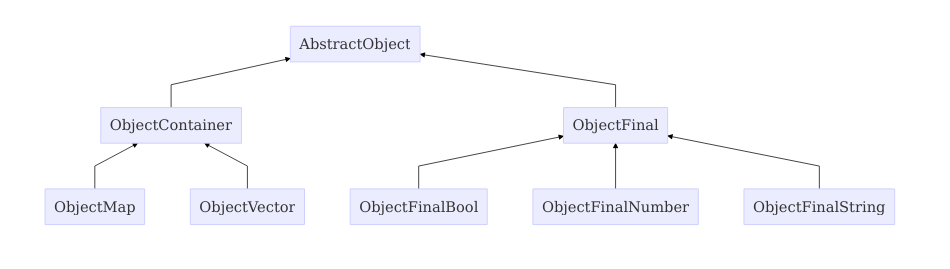 AbstractObject
ObjectContainer
ObjectFinal
ObjectMap
ObjectVector
ObjectFinalBool
ObjectFinalNumber
ObjectFinalString